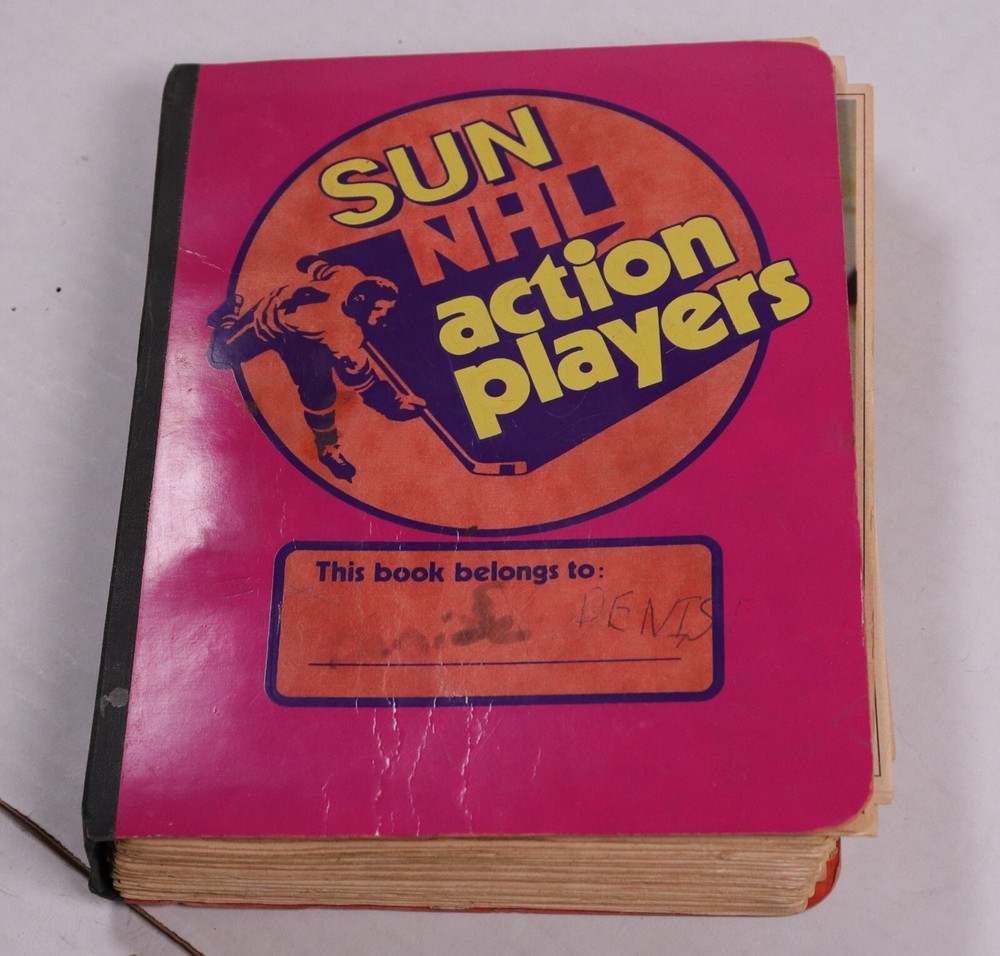 SUN
NHL
action
players
This book belongs to:
DENIS